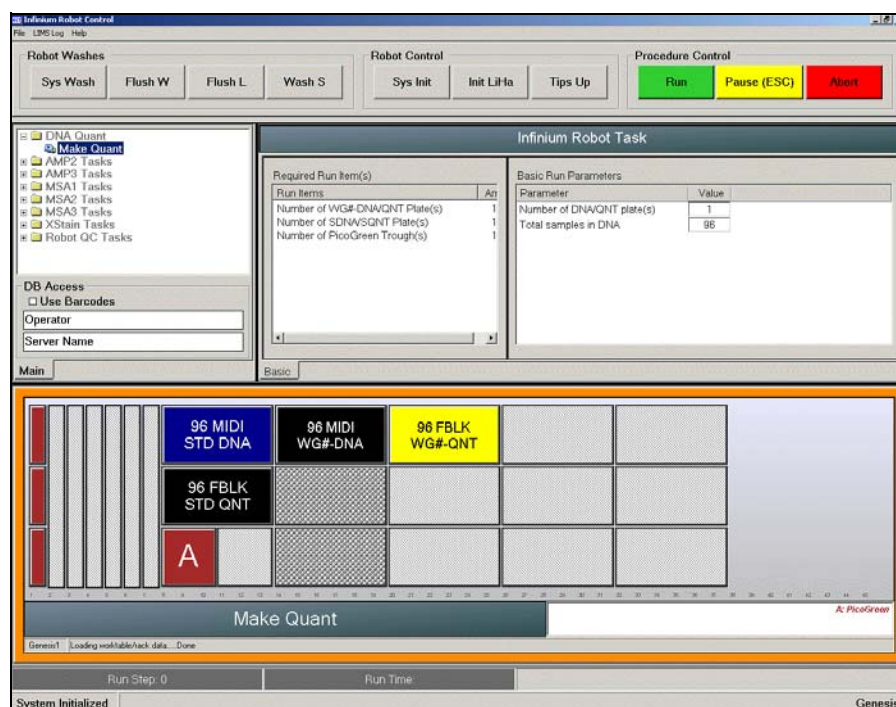 Infinium Robot Control
File LIMS Log Help
Robot Washes
Robot Control
Procedure Control
Sys Wash
Flush W
Flush L
Wash S
Sys Init
Init LiHa
Tips Up
Run
Pause (ESC)
Abort
DNA Quant
Make Quant
AMP2 Tasks
AMP3 Tasks
MSA1 Tasks
MSA2 Tasks
MSA3 Tasks
XStain Tasks
Robot QC Tasks
DB Access
Use Barcodes
Operator
Server Name
Main
Infinium Robot Task
Required Run Item(s)
Run Items Am
Number of WG#-DNA/QNT Plate(s) 1
Number of SDNA/SQNT Plate(s) 1
Number of PicoGreen Trough(s) 1
Basic
Basic Run Parameters
Parameter Value
Number of DNA/QNT plate(s) 1
Total samples in DNA 96
96 MIDI
STD DNA
96 MIDI
WG#-DNA
96 FBLK
WG#-QNT
96 FBLK
STD QNT
A
Make Quant
A: PicoGreen
Genesis1 Loading worktable/rack data....Done
Run Step: 0
Run Time:
System Initialized
Genesis